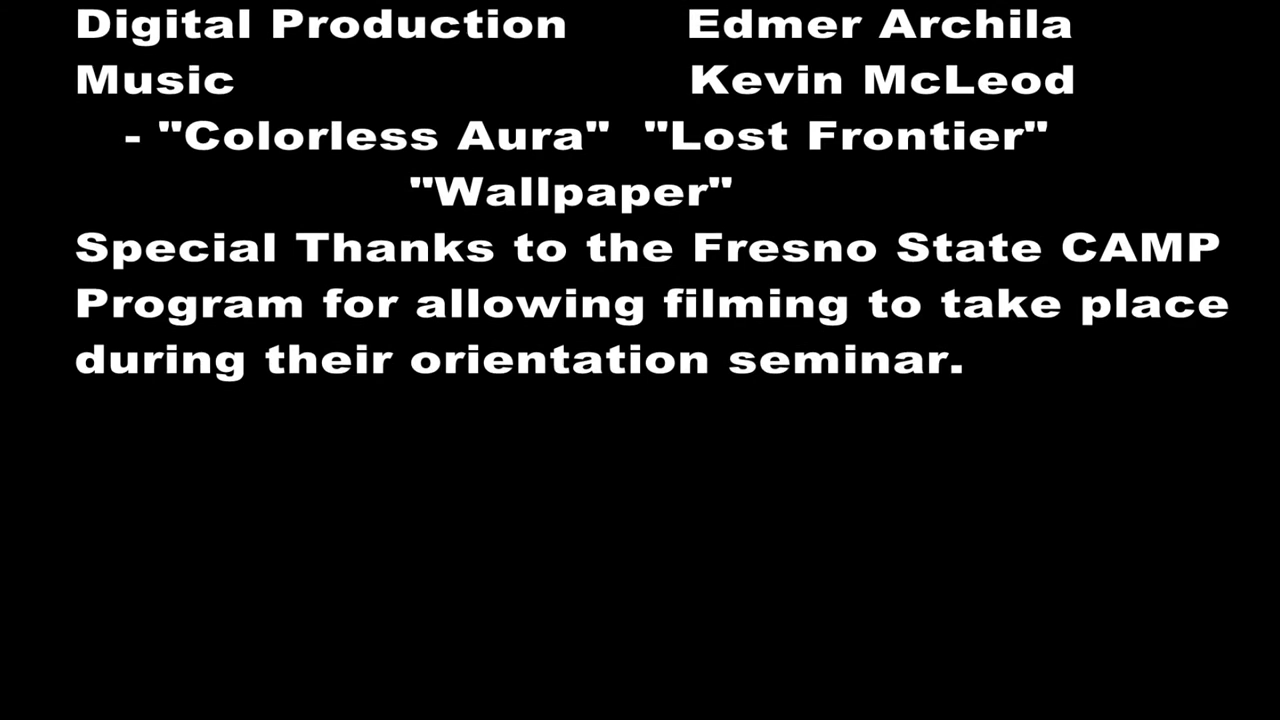 Digital Production Edmer Archila
Music Kevin McLeod
- "Colorless Aura" "Lost Frontier"
"Wallpaper"
Special Thanks to the Fresno State CAMP
Program for allowing filming to take place
during their orientation seminar.